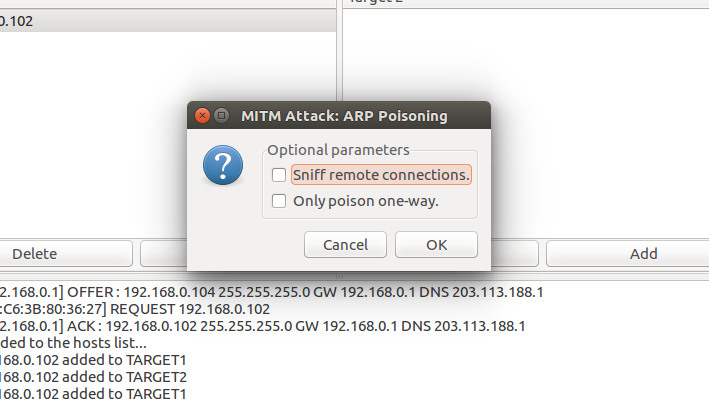 0.102
Target 2
MITM Attack: ARP Poisoning
Optional parameters
Sniff remote connections.
Only poison one-way.
Cancel
OK
Delete
Add
2.168.0.1] OFFER : 192.168.0.104 255.255.255.0 GW 192.168.0.1 DNS 203.113.188.1
:C6:3B:80:36:27] REQUEST 192.168.0.102
2.168.0.1] ACK : 192.168.0.102 255.255.255.0 GW 192.168.0.1 DNS 203.113.188.1
ded to the hosts list...
168.0.102 added to TARGET1
168.0.102 added to TARGET2
168.0.102 added to TARGET1